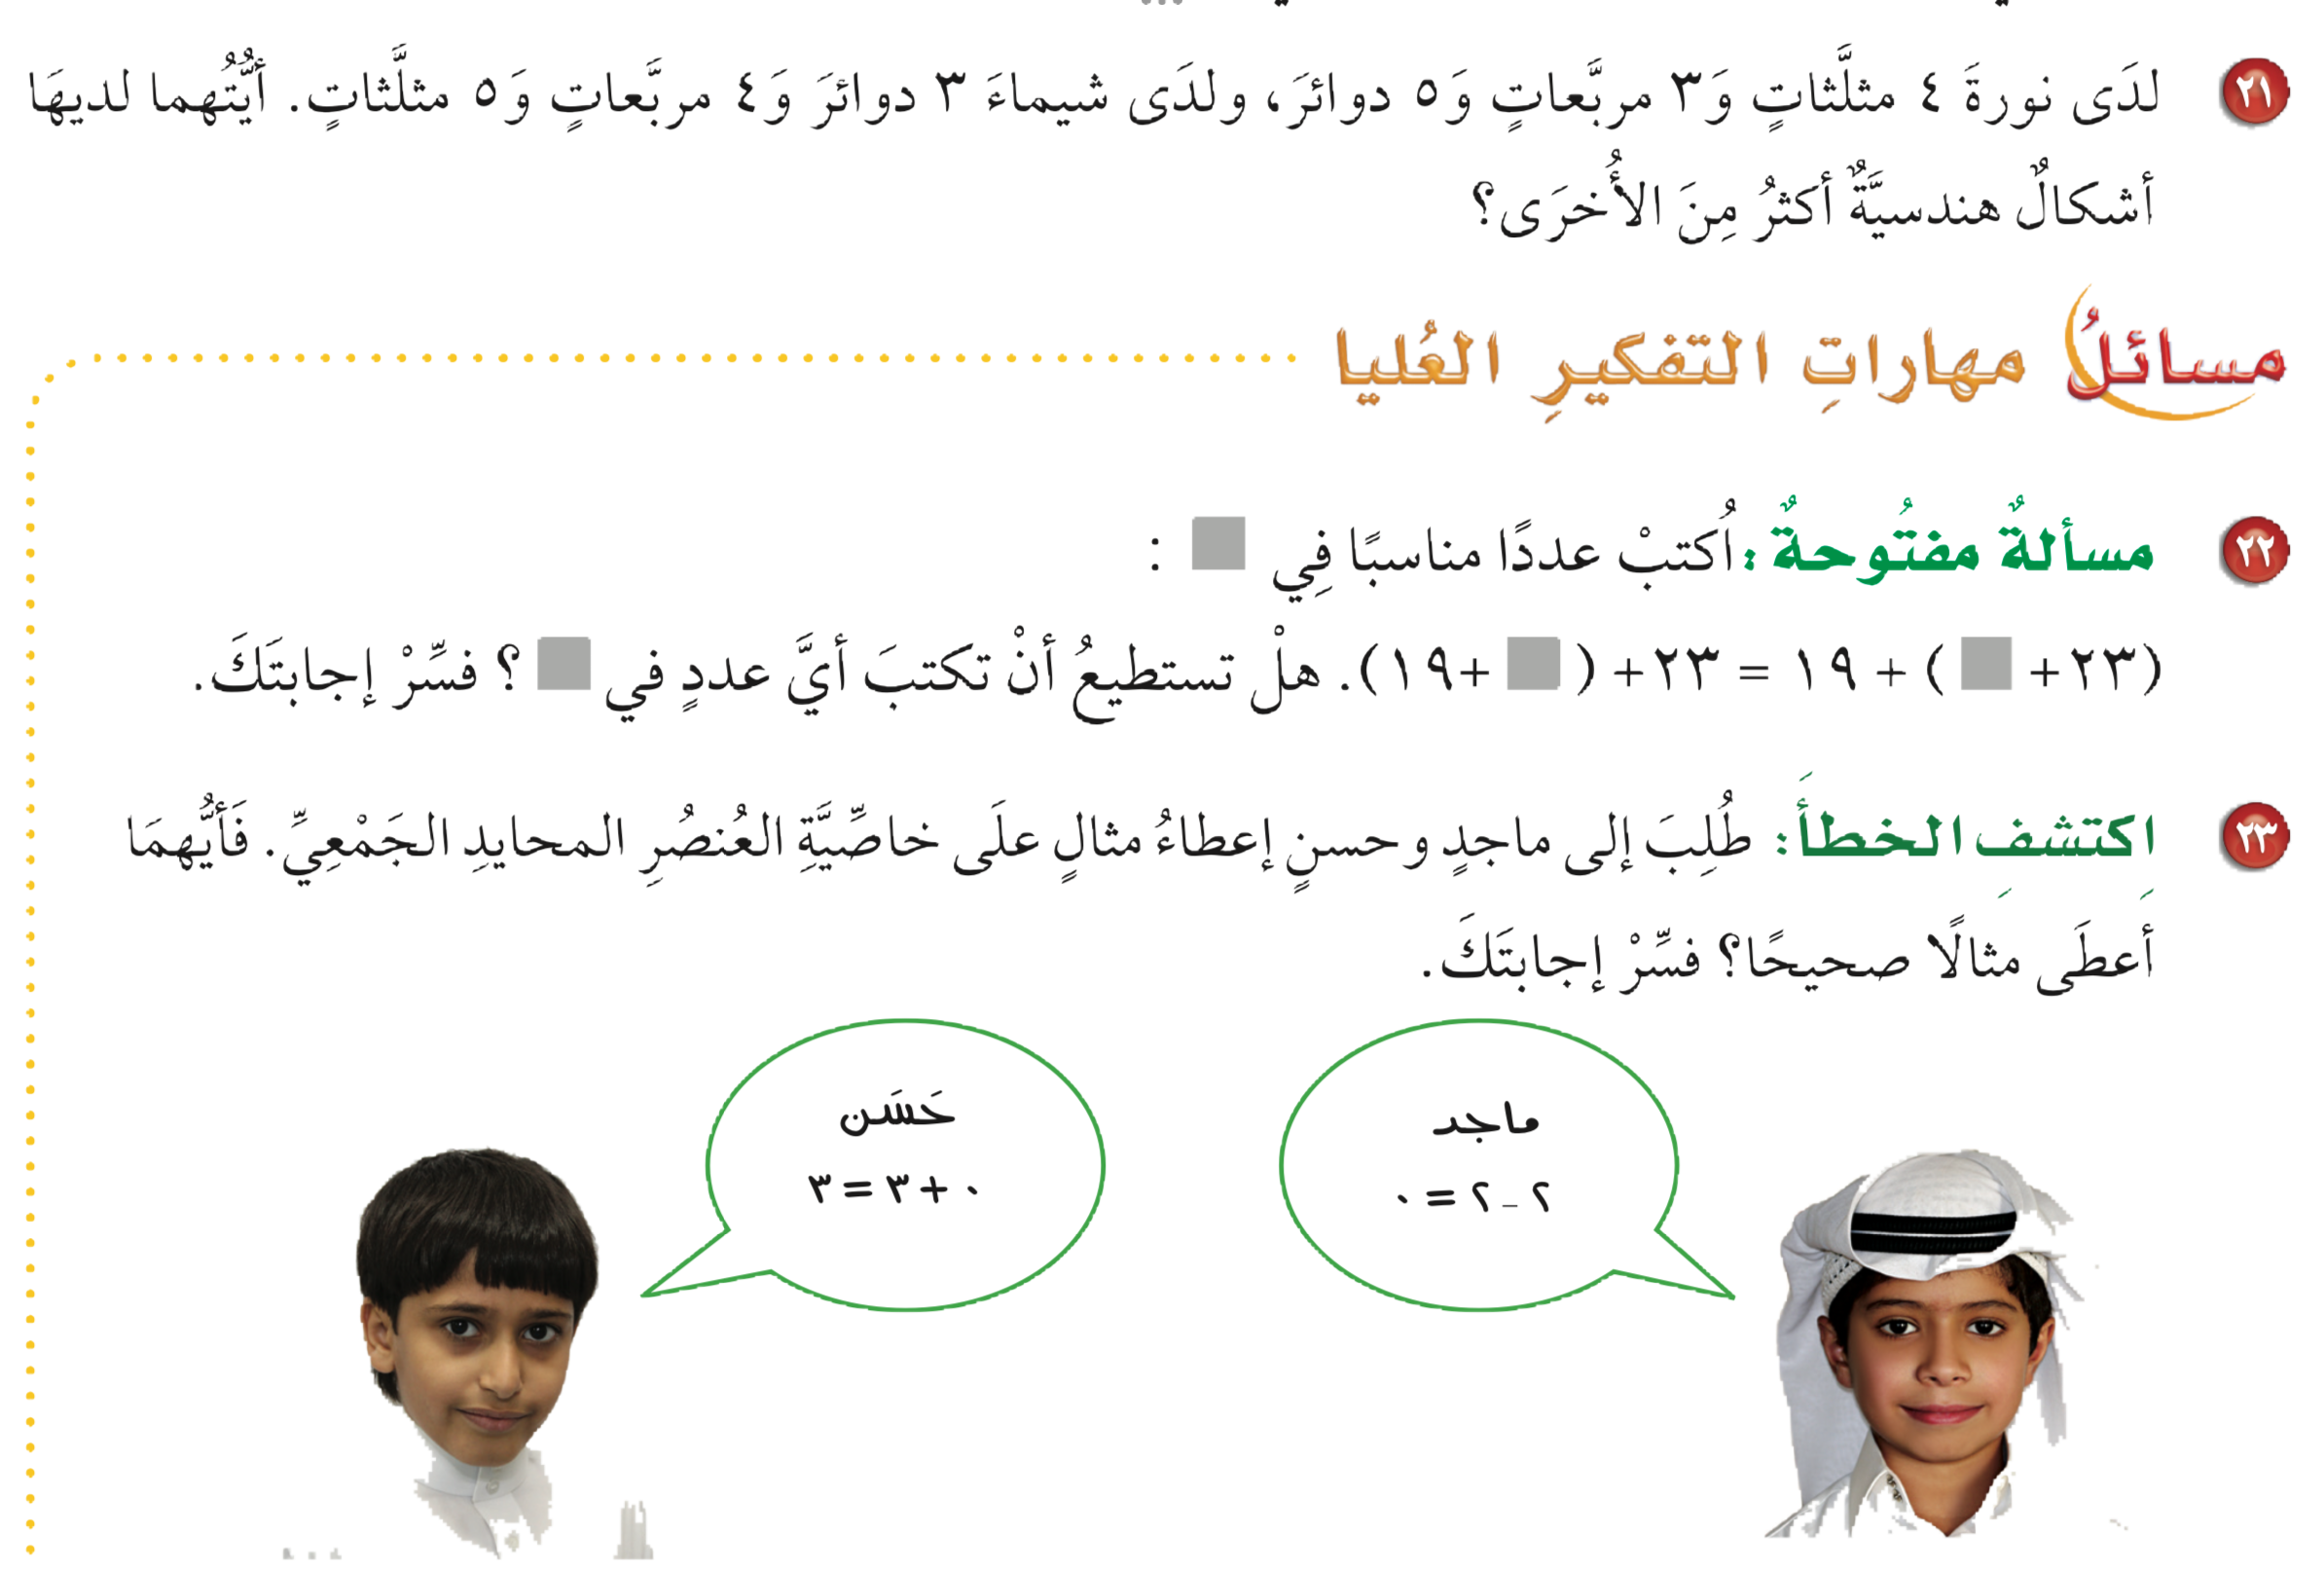 ٢١ لدَى نورةَ ٤ مثلَّثاتٍ وَ٣ مربَّعاتٍ وَ٥ دوائرَ، ولدَى شيماءَ ٣ دوائرَ وَ٤ مربَّعاتٍ وَ٥ مثلَّثاتٍ. أيَّتُهما لديهَا
أشكالٌ هندسيَّةٌ أكثرُ مِنَ الأُخرَى؟
مسائلُ مهاراتِ التفكيرِ العُليا
٢٢ مسألةٌ مفتُوحةٌ: اُكتبْ عددًا مناسبًا فِي ■ :
(٢٣+ ■ ) + ١٩ = ٢٣+ ( ■ +١٩). هلْ تستطيعُ أنْ تكتبَ أيَّ عددٍ في ■ ؟ فسِّرْ إجابتَكَ.
٢٣ اكتشفِ الخطأَ: طُلِبَ إلى ماجدٍ وحسنٍ إعطاءُ مثالٍ علَى خاصِّيَّةِ العُنصُرِ المحايدِ الجَمْعِيِّ. فَأيُّهمَا
أعطَى مثالًا صحيحًا؟ فسِّرْ إجابتَكَ.
ماجد
٢ - ٢ = ٠
حَسَن
٠ + ٣ = ٣